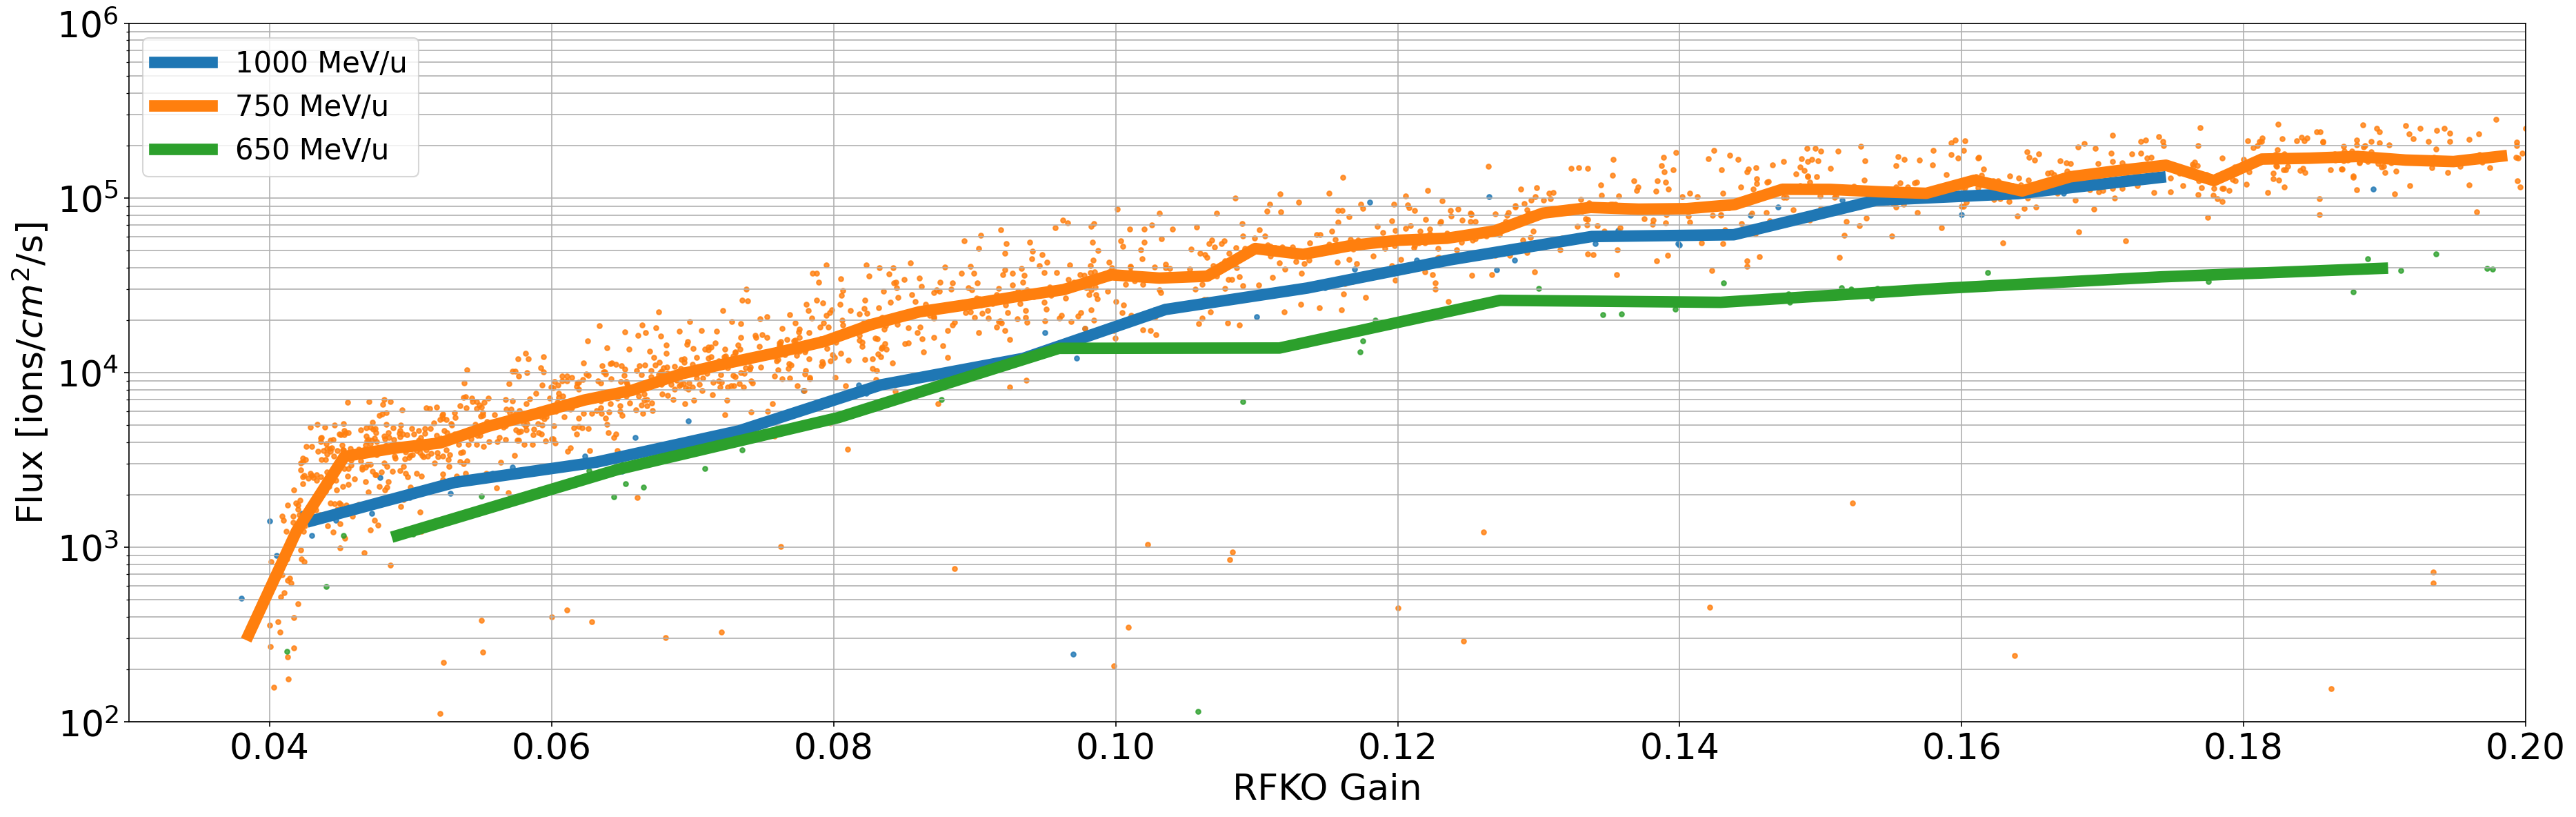 10^6
10^5
10^4
10^3
10^2
Flux [ions/cm^2/s]
1000 MeV/u
750 MeV/u
650 MeV/u
0.04 0.06 0.08 0.10 0.12 0.14 0.16 0.18 0.20
RFKO Gain